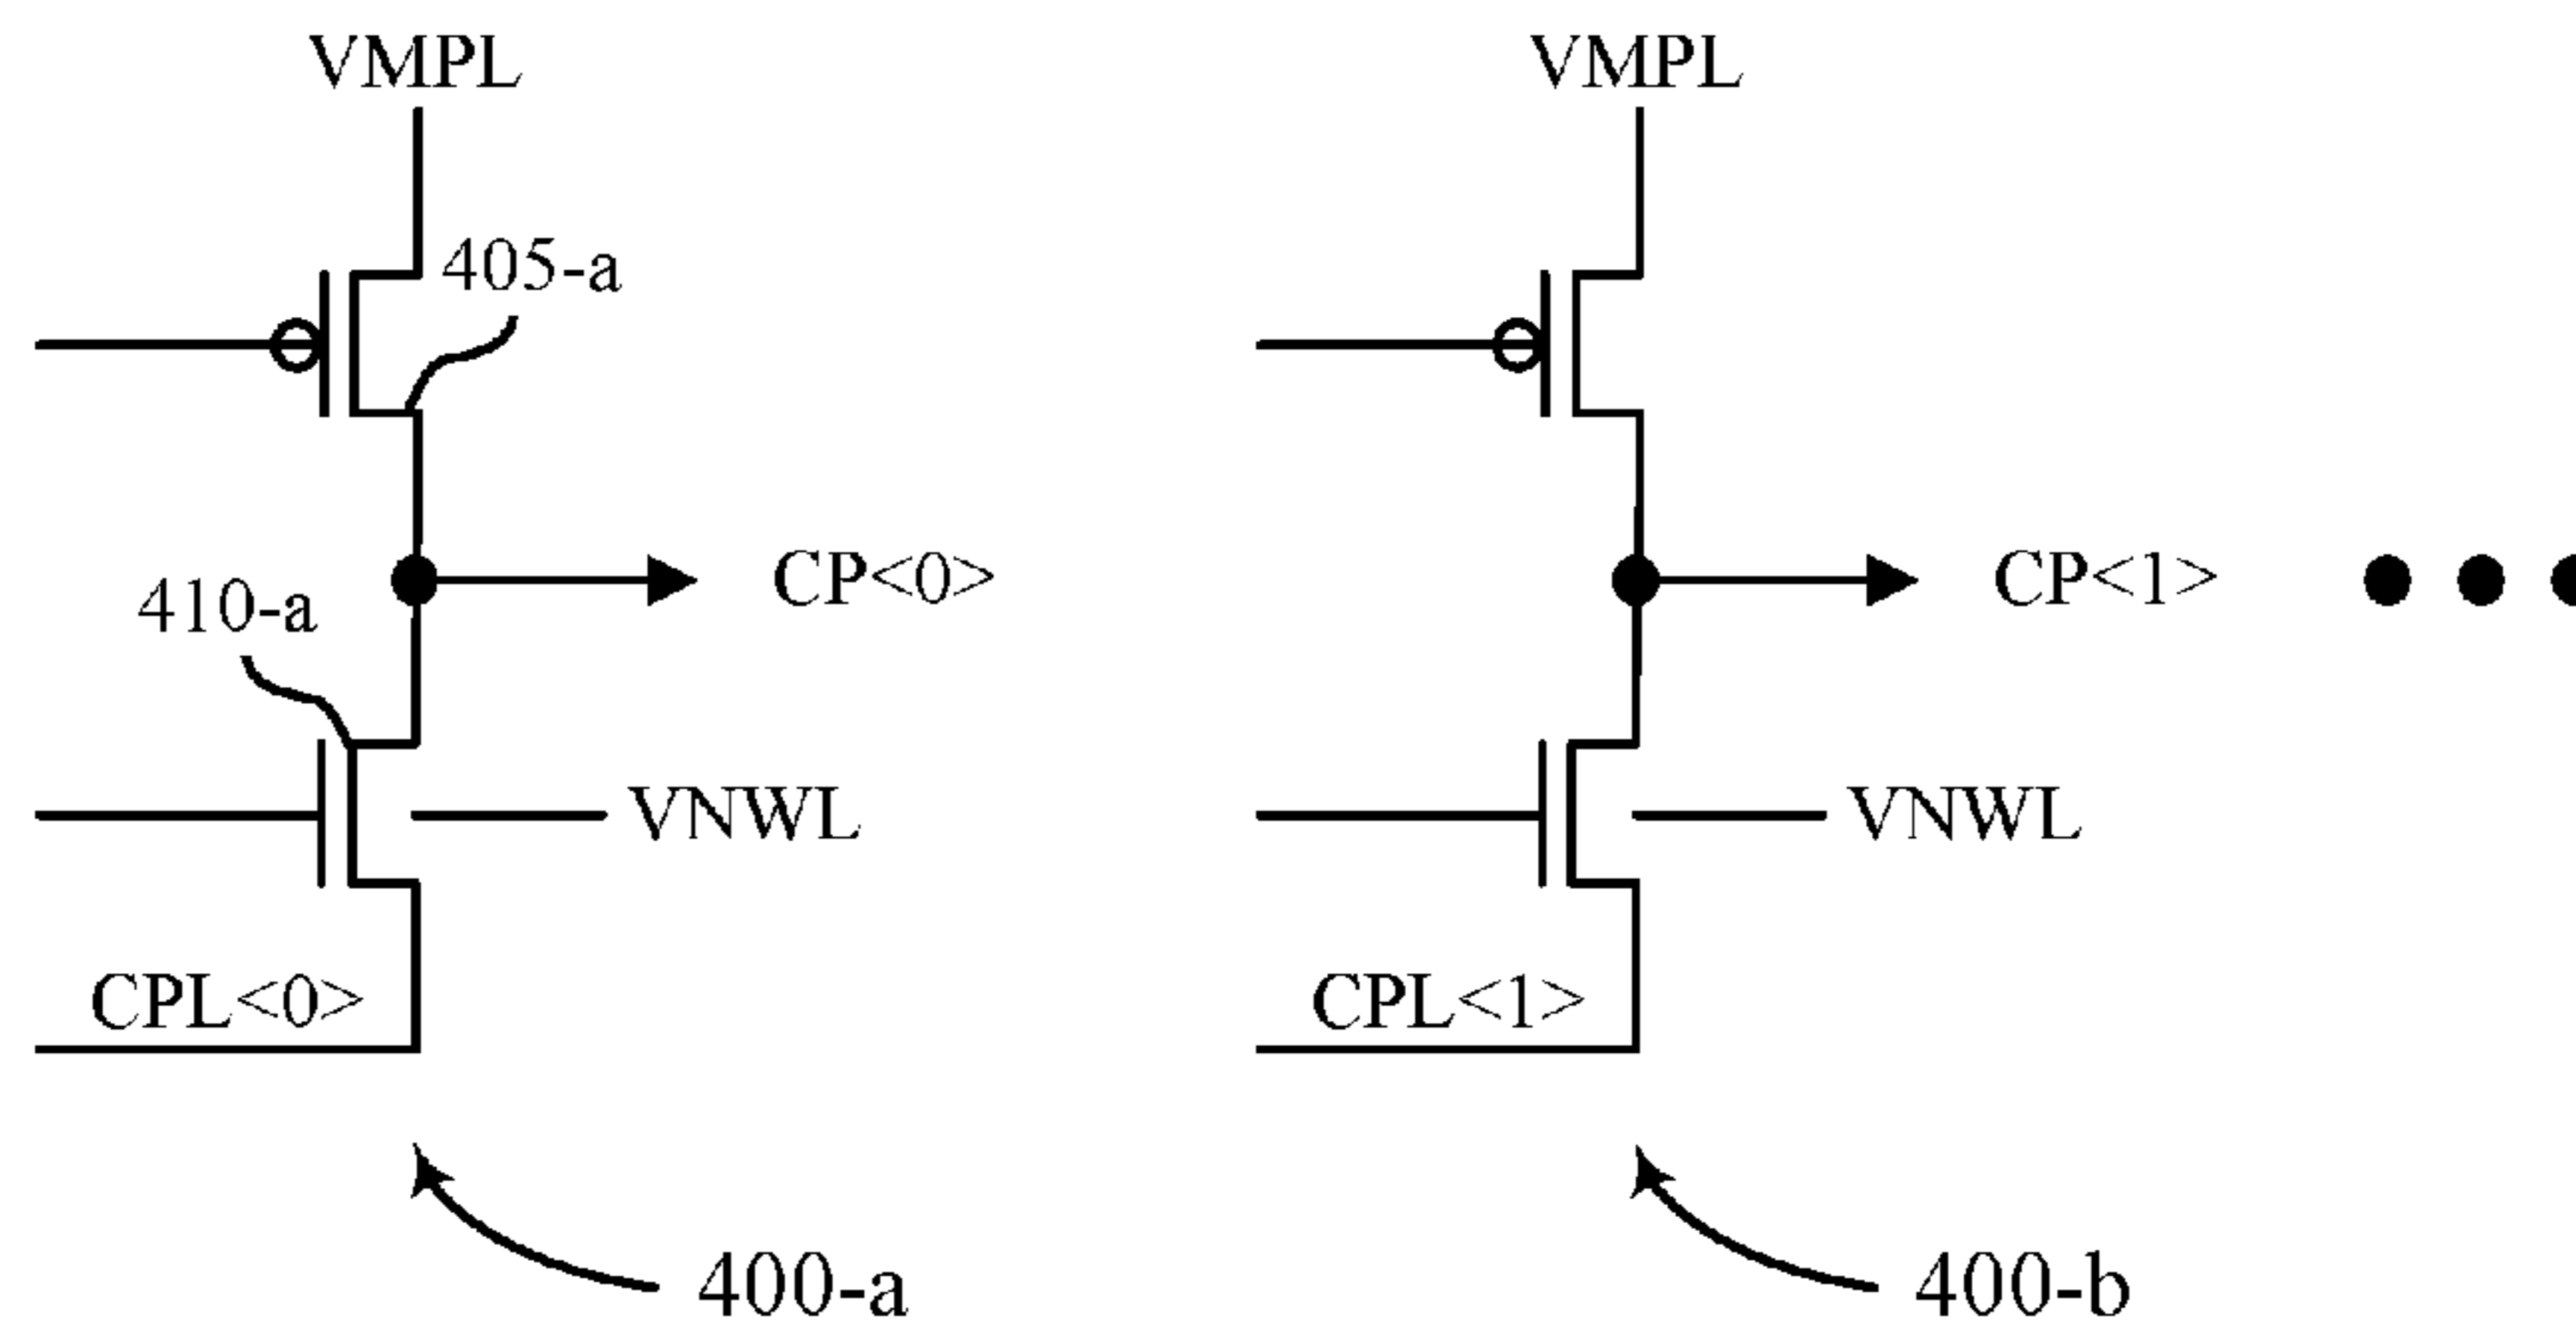 VMPL
VMPL
405-a
CP<0>
CP<1>
410-a
VNWL
VNWL
CPL<0>
CPL<1>
400-a
400-b